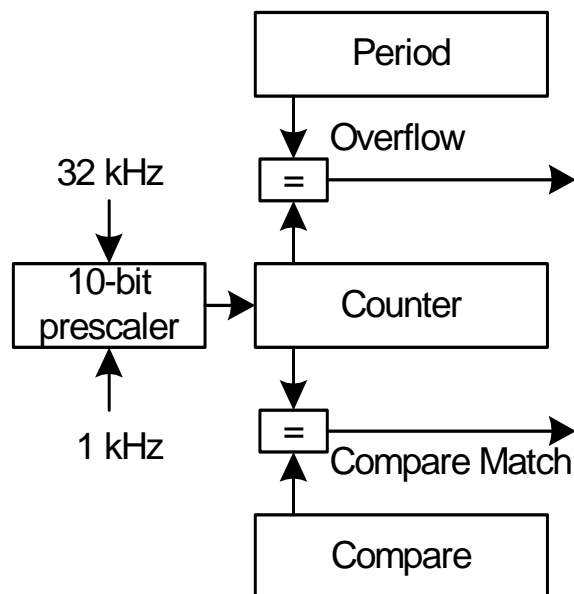 Period
Overflow
=
32 kHz
10-bit
prescaler
Counter
1 kHz
=
Compare Match
Compare